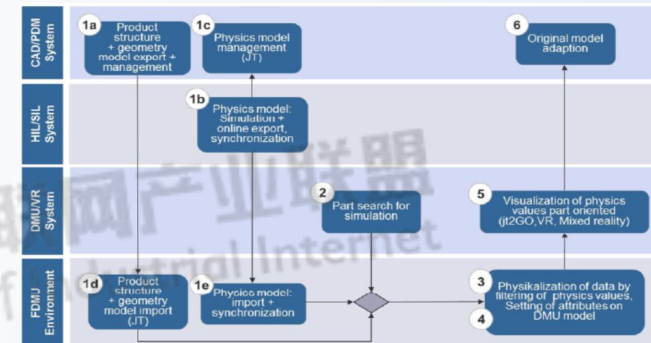 CAD/PDM
System
1a
Product
structure
+ geometry
model export +
management
1c
Physics model
management
(JT)
6
Original model
adaption
HIL/SIL
System
1b
Physics model:
Simulation +
online export,
synchronization
DMU/VR
System
2
Part search for
simulation
5
Visualization of physics
values part oriented
(jt2GO,VR, Mixed reality)
FDMU
Environment
1d
Product
structure
+ geometry
model import
(JT)
1e
Physics model:
import +
synchronization
3
4
Physikalization of data by
filtering of physics values,
Setting of attributes on
DMU model
联网产业联盟
f Industrial Internet